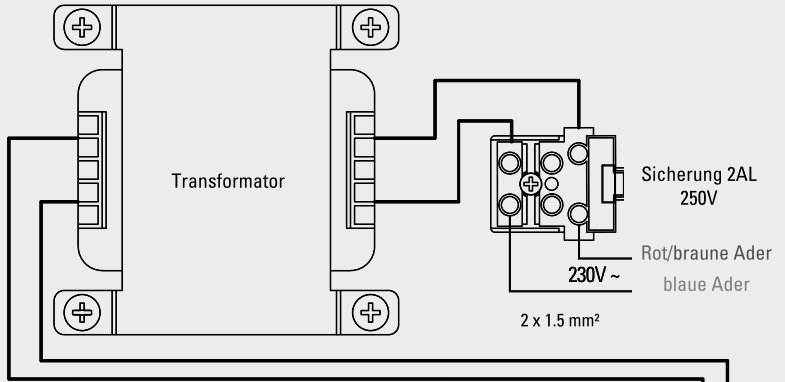 Transformator
Sicherung 2AL
250V
Rot/braune Ader
230V ~
blaue Ader
2 x 1.5 mm²